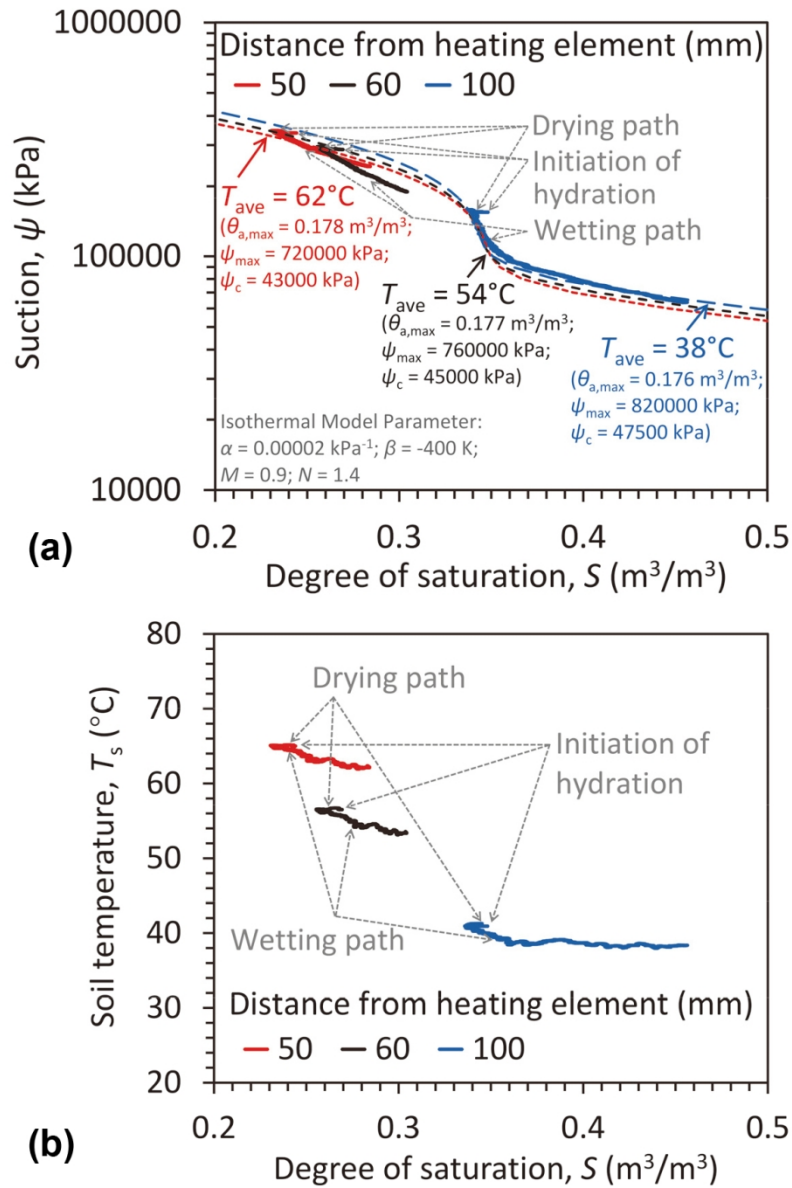 1000000
Distance from heating element (mm)
50 60 100
Drying path
Initiation of
hydration
Wetting path
T_ave = 62°C
(θ_a,max = 0.178 m³/m³;
ψ_max = 720000 kPa;
ψ_c = 43000 kPa)
100000
Suction, ψ (kPa)
T_ave = 54°C
(θ_a,max = 0.177 m³/m³;
ψ_max = 760000 kPa;
ψ_c = 45000 kPa)
T_ave = 38°C
(θ_a,max = 0.176 m³/m³;
ψ_max = 820000 kPa;
ψ_c = 47500 kPa)
Isothermal Model Parameter:
α = 0.00002 kPa⁻¹; β = -400 K;
M = 0.9; N = 1.4
10000
0.2 0.3 0.4 0.5
(a)
Degree of saturation, S (m³/m³)
80
70
60
50
40
30
20
Soil temperature, T_s (°C)
Drying path
Initiation of
hydration
Wetting path
Distance from heating element (mm)
50 60 100
0.2 0.3 0.4 0.5
(b)
Degree of saturation, S (m³/m³)